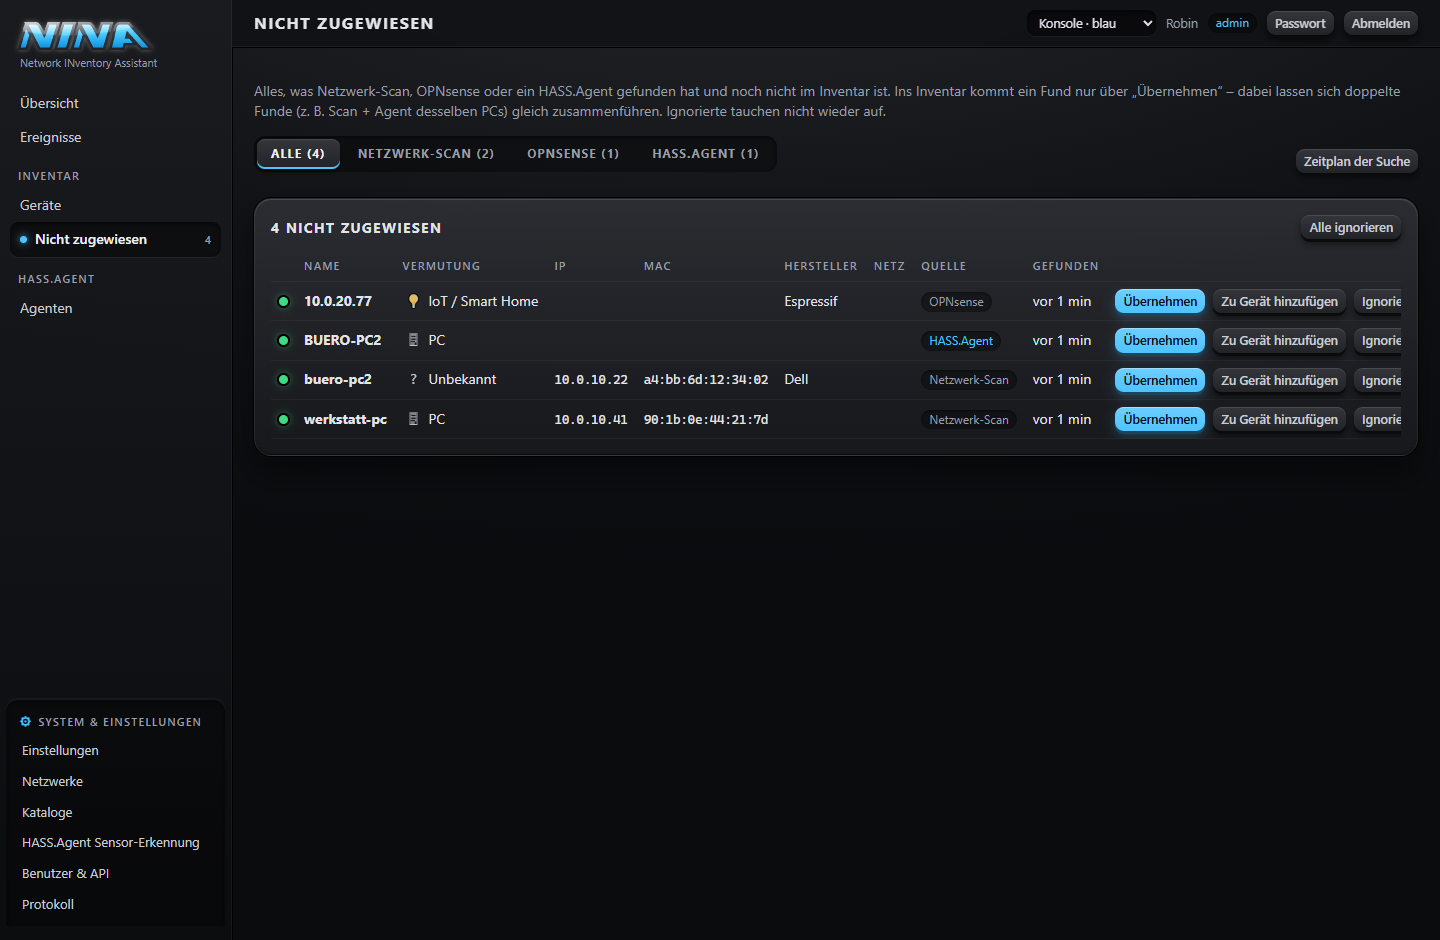 NINA
Network INventory Assistant
Übersicht
Ereignisse
INVENTAR
Geräte
Nicht zugewiesen 4
HASS.AGENT
Agenten
SYSTEM & EINSTELLUNGEN
Einstellungen
Netzwerke
Kataloge
HASS.Agent Sensor-Erkennung
Benutzer & API
Protokoll
NICHT ZUGEWIESEN
Konsole · blau Robin admin Passwort Abmelden
Alles, was Netzwerk-Scan, OPNsense oder ein HASS.Agent gefunden hat und noch nicht im Inventar ist. Ins Inventar kommt ein Fund nur über „Übernehmen“ – dabei lassen sich doppelte
Funde (z. B. Scan + Agent desselben PCs) gleich zusammenführen. Ignorierte tauchen nicht wieder auf.
ALLE (4) NETZWERK-SCAN (2) OPNSENSE (1) HASS.AGENT (1)
Zeitplan der Suche
4 NICHT ZUGEWIESEN Alle ignorieren
NAME VERMUTUNG IP MAC HERSTELLER NETZ QUELLE GEFUNDEN
10.0.20.77 IoT / Smart Home Espressif OPNsense vor 1 min Übernehmen Zu Gerät hinzufügen Ignorie
BUERO-PC2 PC HASS.Agent vor 1 min Übernehmen Zu Gerät hinzufügen Ignorie
buero-pc2 ? Unbekannt 10.0.10.22 a4:bb:6d:12:34:02 Dell Netzwerk-Scan vor 1 min Übernehmen Zu Gerät hinzufügen Ignorie
werkstatt-pc PC 10.0.10.41 90:1b:0e:44:21:7d Netzwerk-Scan vor 1 min Übernehmen Zu Gerät hinzufügen Ignorie